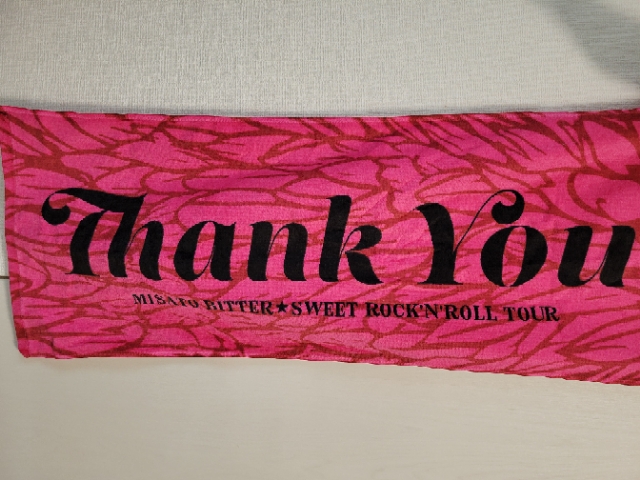 Thank You
MISATO BITTER★SWEET ROCK'N'ROLL TOUR